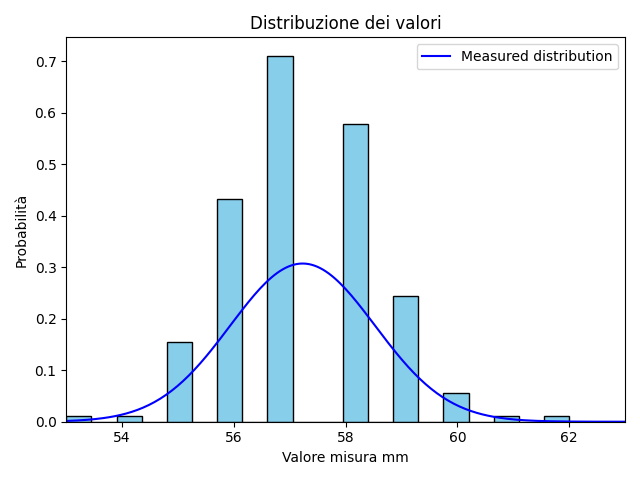 Distribuzione dei valori
Measured distribution
0.7
0.6
0.5
0.4
0.3
0.2
0.1
0.0
Probabilità
54 56 58 60 62
Valore misura mm